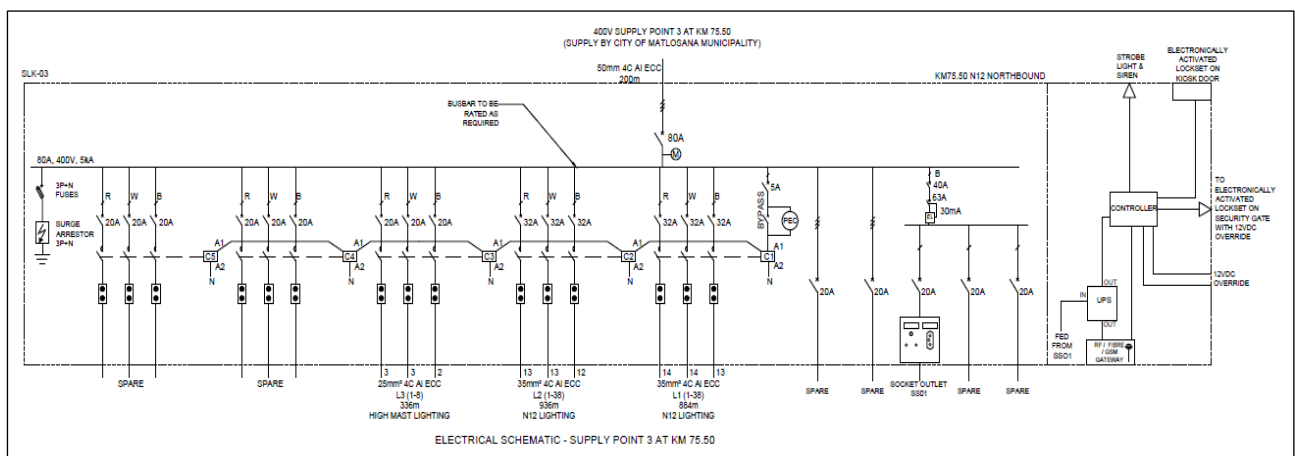 400V SUPPLY POINT 3 AT KM 75.50
(SUPPLY BY CITY OF MATLOSANA MUNICIPALITY)
STROBE
LIGHT &
SIREN
ELECTRONICALLY
ACTIVATED
LOCKSET ON
KIOSK DOOR
SLK-03
50mm 4C Al ECC
200m
KM75.50 N12 NORTHBOUND
BUSBAR TO BE
RATED AS
REQUIRED
80A
M
80A, 400V, 5kA
3P+N
FUSES
SURGE
ARRESTOR
3P+N
R W B
20A 20A 20A
R W B
20A 20A 20A
R W B
20A 20A 20A
R W B
32A 32A 32A
R W B
32A 32A 32A
5A
BYPASS
PEC
B
40A
63A
30mA
EL
A1
C5
A2
N
A1
C4
A2
N
A1
C3
A2
N
A1
C2
A2
N
A1
C1
A2
N
20A 20A 20A 20A 20A
CONTROLLER
TO
ELECTRONICALLY
ACTIVATED
LOCKSET ON
SECURITY GATE
WITH 12VDC
OVERRIDE
12VDC
OVERRIDE
OUT
IN
UPS
OUT
FED
FROM
SS01
RF / FIBRE
/ GSM
GATEWAY
SPARE
SPARE
3 3 2
25mm² 4C Al ECC
L3 (1-8)
336m
HIGH MAST LIGHTING
13 13 12
35mm² 4C Al ECC
L2 (1-38)
936m
N12 LIGHTING
14 14 13
35mm² 4C Al ECC
L1 (1-38)
884m
N12 LIGHTING
SPARE
SPARE
SOCKET OUTLET
SS01
SPARE
SPARE
ELECTRICAL SCHEMATIC - SUPPLY POINT 3 AT KM 75.50